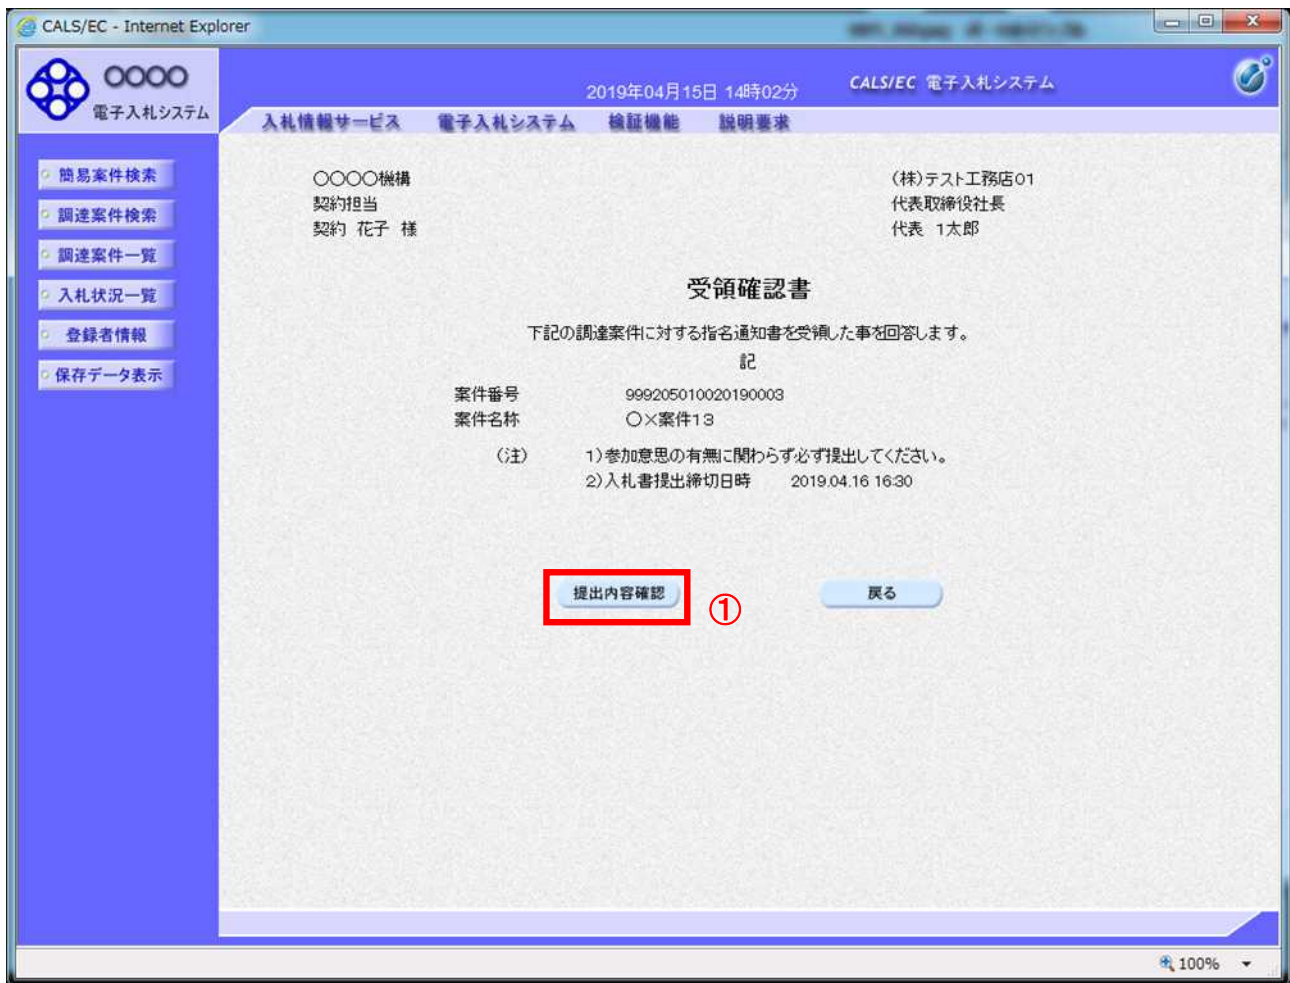 CALS/EC - Internet Explorer
〇〇〇〇
電子入札システム
2019年04月15日 14時02分
CALS/EC 電子入札システム
入札情報サービス 電子入札システム 検証機能 説明要求
簡易案件検索
調達案件検索
調達案件一覧
入札状況一覧
登録者情報
保存データ表示
〇〇〇〇機構
契約担当
契約 花子 様
(株)テスト工務店01
代表取締役社長
代表 1太郎
受領確認書
下記の調達案件に対する指名通知書を受領した事を回答します。
記
案件番号 999205010020190003
案件名称 〇×案件13
(注) 1)参加意思の有無に関わらず必ず提出してください。
2)入札書提出締切日時 2019.04.16 16:30
提出内容確認
①
戻る
100%